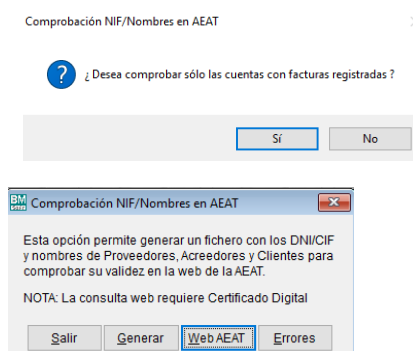 Comprobación NIF/Nombres en AEAT
? ¿ Desea comprobar sólo las cuentas con facturas registradas ?
Sí No
BM Comprobación NIF/Nombres en AEAT
Esta opción permite generar un fichero con los DNI/CIF
y nombres de Proveedores, Acreedores y Clientes para
comprobar su validez en la web de la AEAT.
NOTA: La consulta web requiere Certificado Digital
Salir Generar Web AEAT Errores